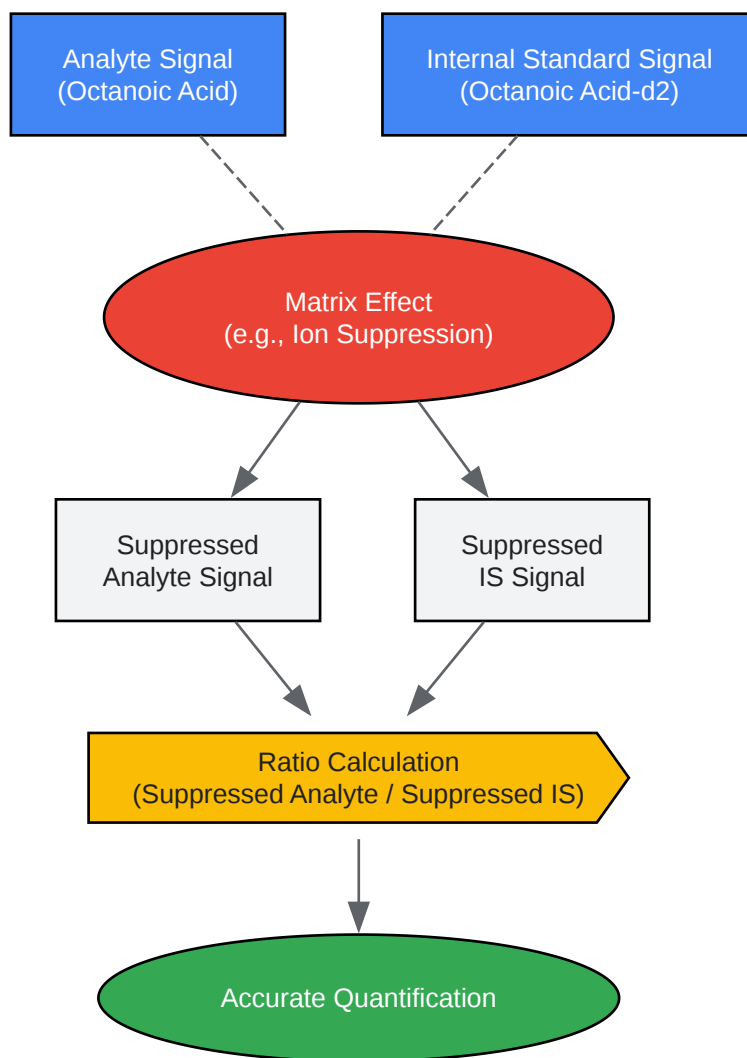 Analyte Signal
(Octanoic Acid)
Internal Standard Signal
(Octanoic Acid-d2)
Matrix Effect
(e.g., Ion Suppression)
Suppressed
Analyte Signal
Suppressed
IS Signal
Ratio Calculation
(Suppressed Analyte / Suppressed IS)
Accurate Quantification